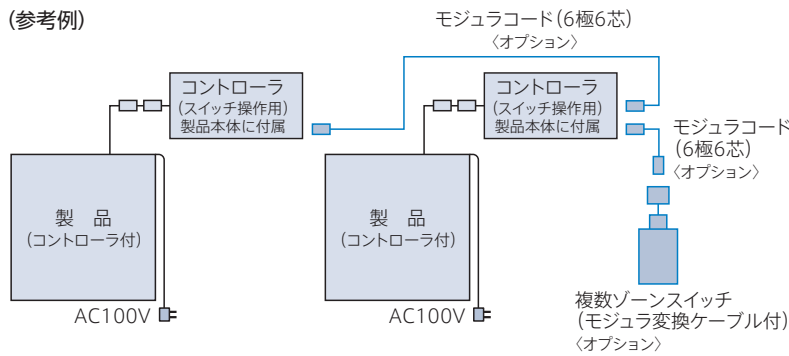 (参考例)
モジュラコード(6極6芯)
〈オプション〉
コントローラ
(スイッチ操作用)
製品本体に付属
コントローラ
(スイッチ操作用)
製品本体に付属
モジュラコード
(6極6芯)
〈オプション〉
製 品
(コントローラ付)
製 品
(コントローラ付)
AC100V
AC100V
複数ゾーンスイッチ
(モジュラ変換ケーブル付)
〈オプション〉